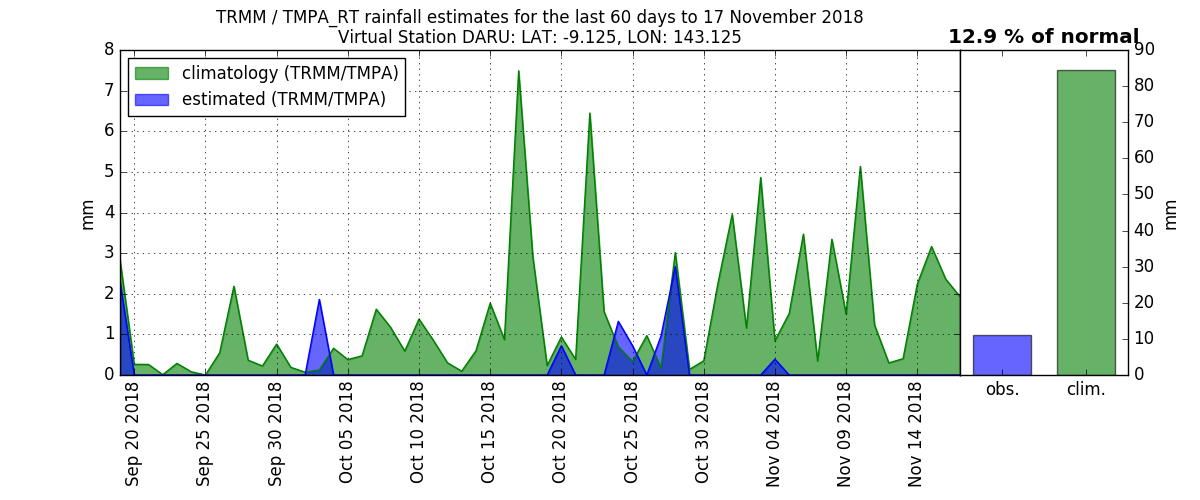 TRMM / TMPA_RT rainfall estimates for the last 60 days to 17 November 2018
Virtual Station DARU: LAT: -9.125, LON: 143.125
12.9 % of normal
climatology (TRMM/TMPA)
estimated (TRMM/TMPA)
8
7
6
5
4
3
2
1
0
mm
Sep 20 2018
Sep 25 2018
Sep 30 2018
Oct 05 2018
Oct 10 2018
Oct 15 2018
Oct 20 2018
Oct 25 2018
Oct 30 2018
Nov 04 2018
Nov 09 2018
Nov 14 2018
obs.
clim.
90
80
70
60
50
40
30
20
10
0
mm